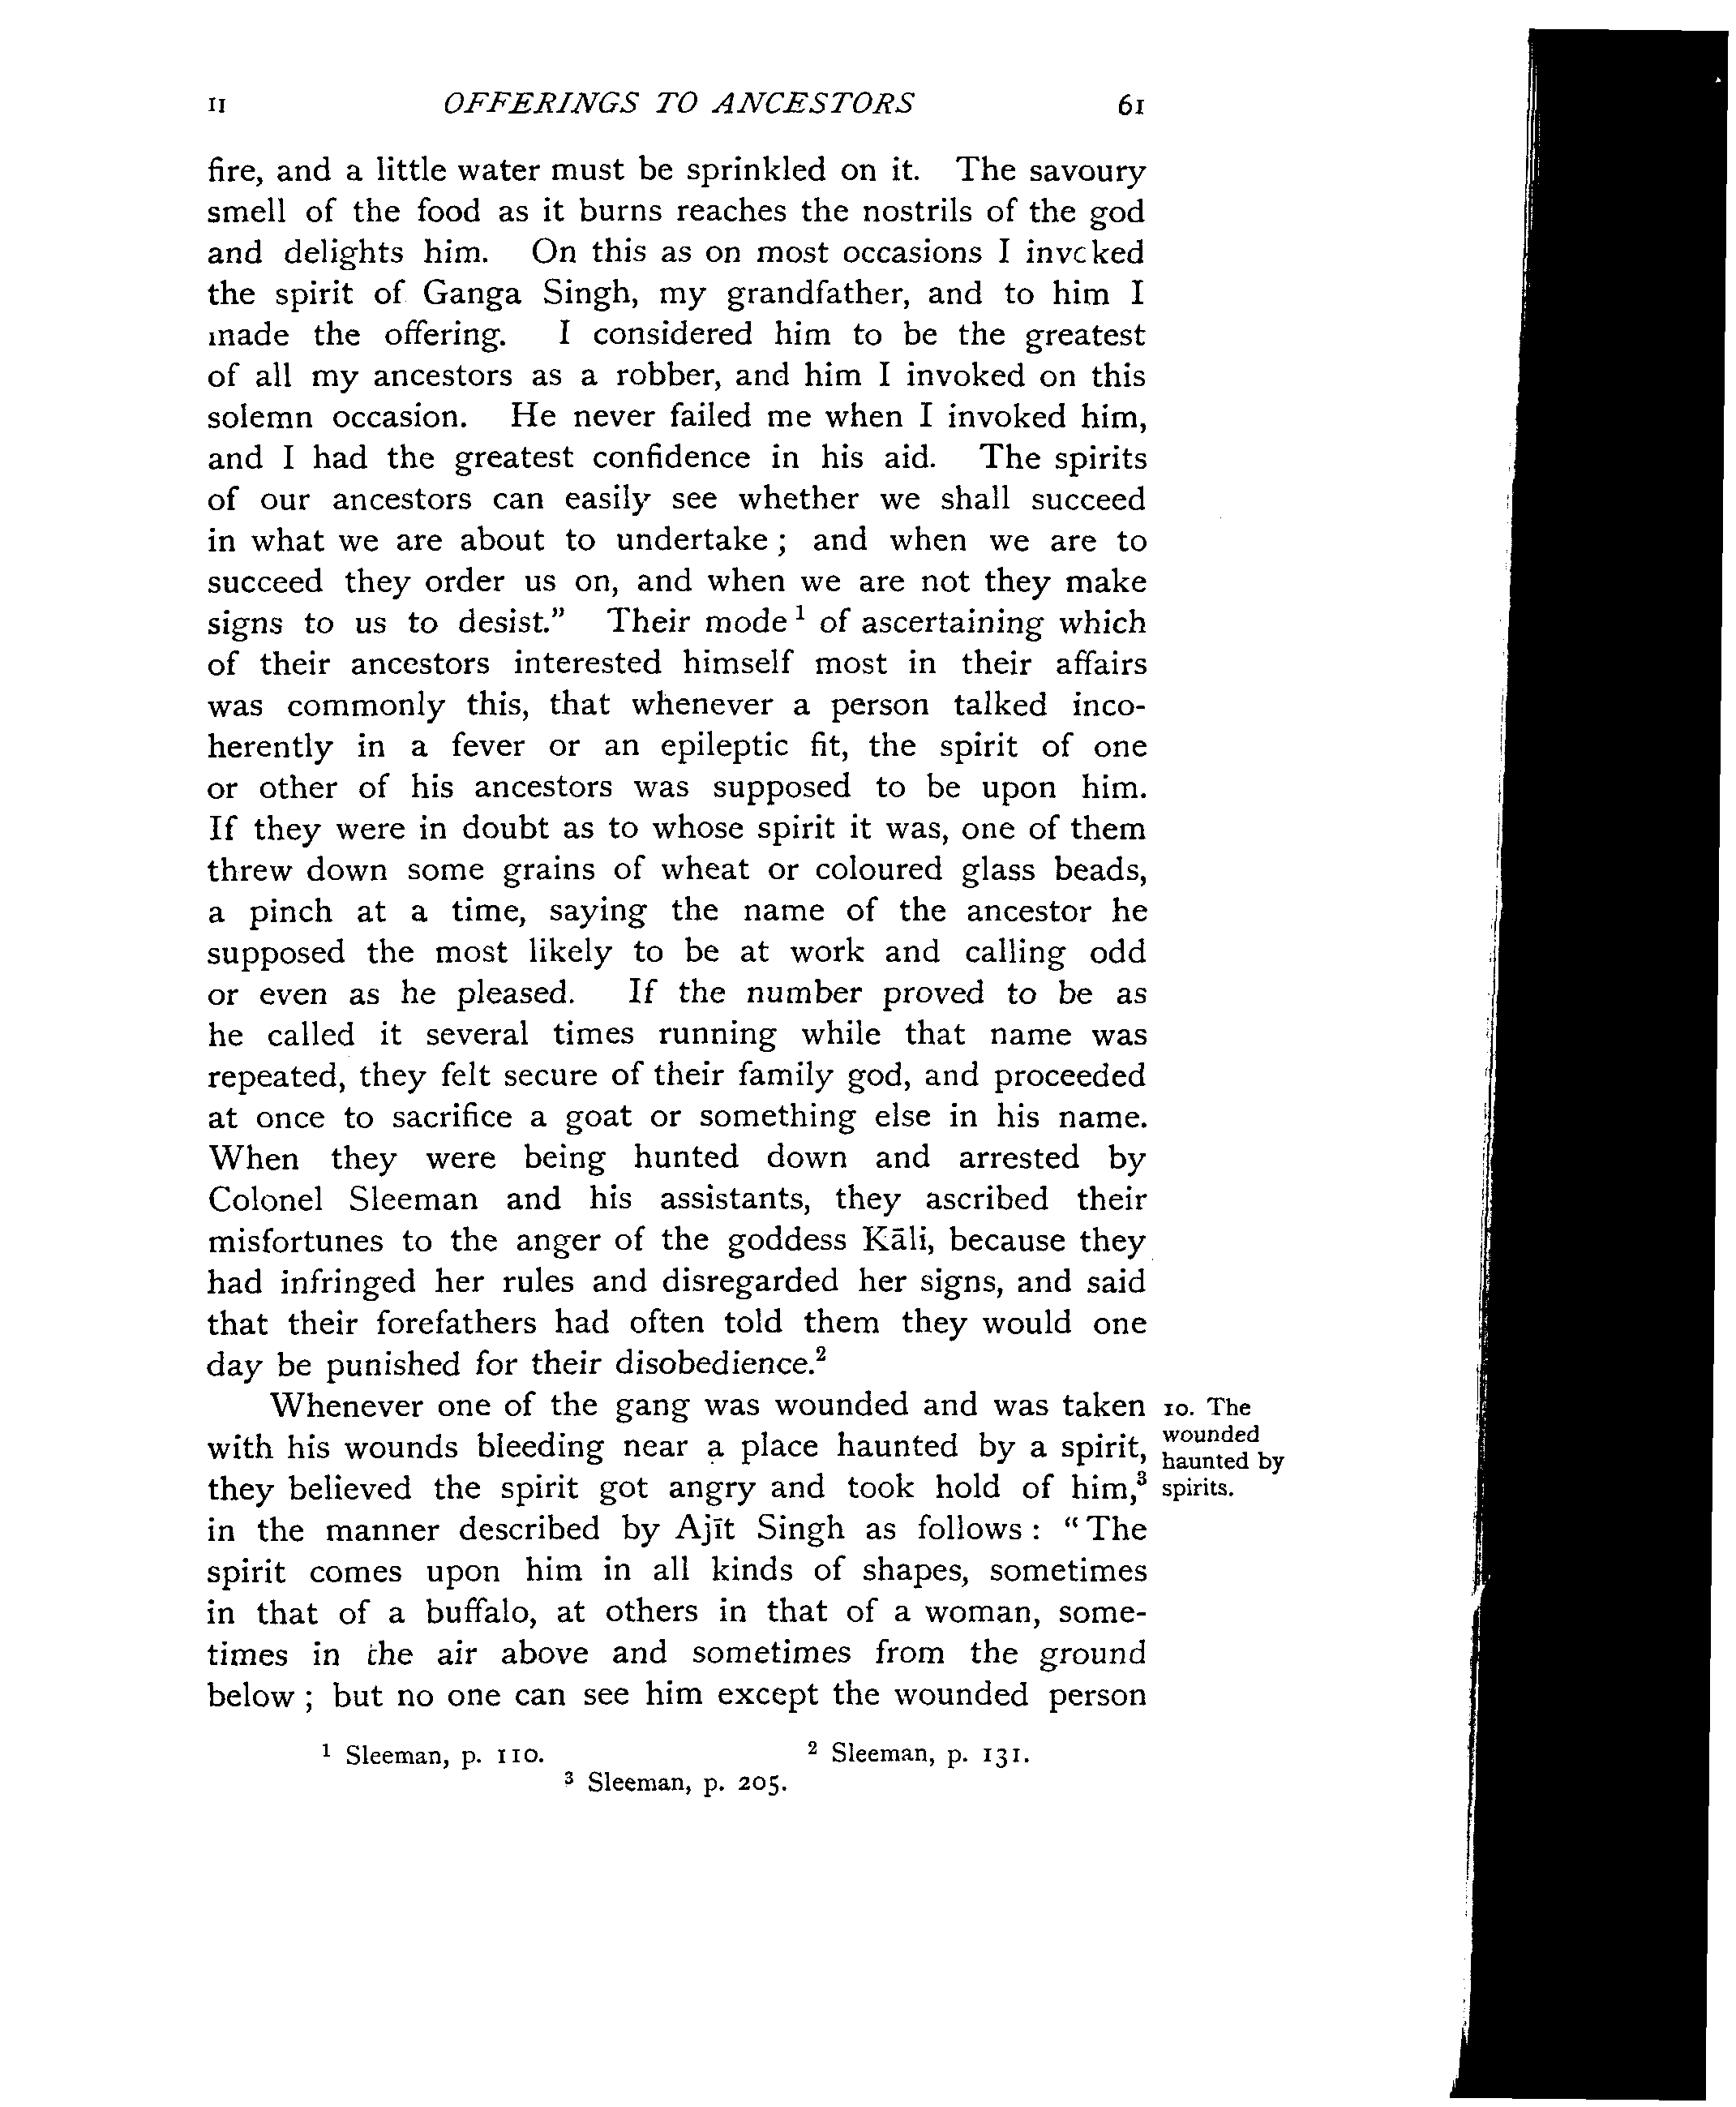 II OFFERINGS TO ANCESTORS 61
fire, and a little water must be sprinkled on it. The savoury
smell of the food as it burns reaches the nostrils of the god
and delights him. On this as on most occasions I invcked
the spirit of Ganga Singh, my grandfather, and to him I
made the offering. I considered him to be the greatest
of all my ancestors as a robber, and him I invoked on this
solemn occasion. He never failed me when I invoked him,
and I had the greatest confidence in his aid. The spirits
of our ancestors can easily see whether we shall succeed
in what we are about to undertake ; and when we are to
succeed they order us on, and when we are not they make
signs to us to desist.” Their mode ¹ of ascertaining which
of their ancestors interested himself most in their affairs
was commonly this, that whenever a person talked inco-
herently in a fever or an epileptic fit, the spirit of one
or other of his ancestors was supposed to be upon him.
If they were in doubt as to whose spirit it was, one of them
threw down some grains of wheat or coloured glass beads,
a pinch at a time, saying the name of the ancestor he
supposed the most likely to be at work and calling odd
or even as he pleased. If the number proved to be as
he called it several times running while that name was
repeated, they felt secure of their family god, and proceeded
at once to sacrifice a goat or something else in his name.
When they were being hunted down and arrested by
Colonel Sleeman and his assistants, they ascribed their
misfortunes to the anger of the goddess Kāli, because they
had infringed her rules and disregarded her signs, and said
that their forefathers had often told them they would one
day be punished for their disobedience.²
Whenever one of the gang was wounded and was taken
with his wounds bleeding near a place haunted by a spirit,
they believed the spirit got angry and took hold of him,³
in the manner described by Ajīt Singh as follows : “ The
spirit comes upon him in all kinds of shapes, sometimes
in that of a buffalo, at others in that of a woman, some-
times in the air above and sometimes from the ground
below ; but no one can see him except the wounded person
10. The
wounded
haunted by
spirits.
¹ Sleeman, p. 110. ² Sleeman, p. 131.
³ Sleeman, p. 205.